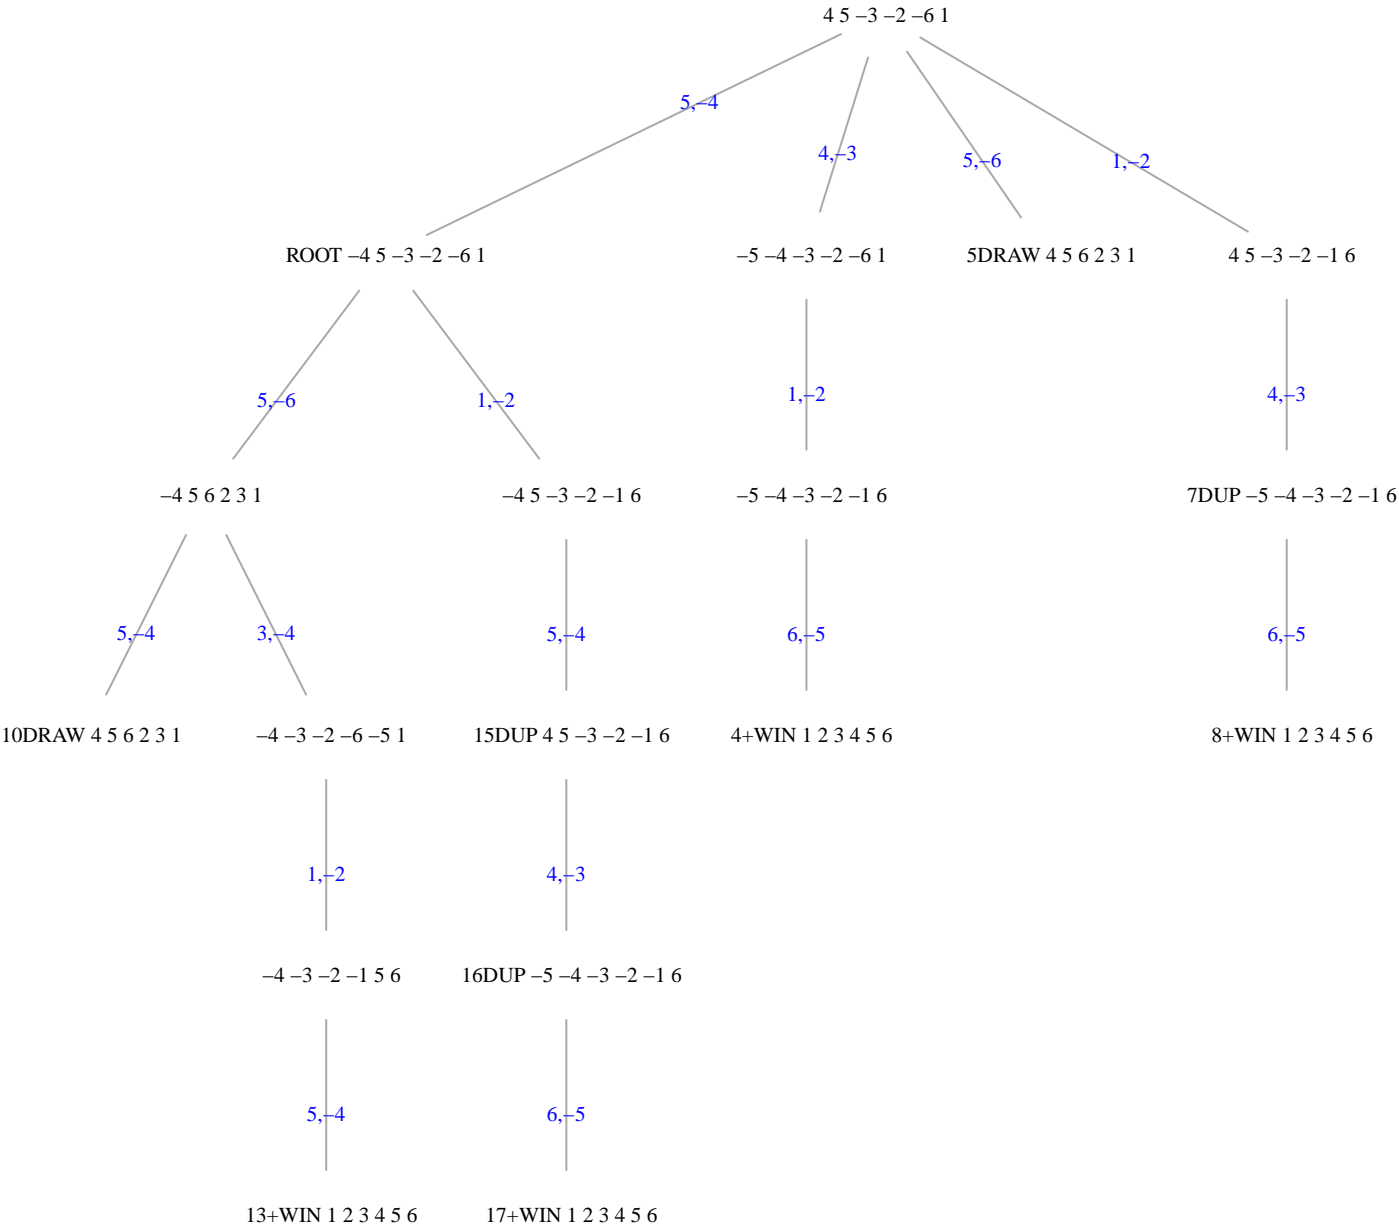 4 5 –3 –2 –6 1
5,–4
4,–3
5,–6
1,–2
ROOT –4 5 –3 –2 –6 1
–5 –4 –3 –2 –6 1
5DRAW 4 5 6 2 3 1
4 5 –3 –2 –1 6
5,–6
1,–2
1,–2
4,–3
–4 5 6 2 3 1
–4 5 –3 –2 –1 6
–5 –4 –3 –2 –1 6
7DUP –5 –4 –3 –2 –1 6
5,–4
3,–4
5,–4
6,–5
6,–5
10DRAW 4 5 6 2 3 1
–4 –3 –2 –6 –5 1
15DUP 4 5 –3 –2 –1 6
4+WIN 1 2 3 4 5 6
8+WIN 1 2 3 4 5 6
1,–2
4,–3
–4 –3 –2 –1 5 6
16DUP –5 –4 –3 –2 –1 6
5,–4
6,–5
13+WIN 1 2 3 4 5 6
17+WIN 1 2 3 4 5 6